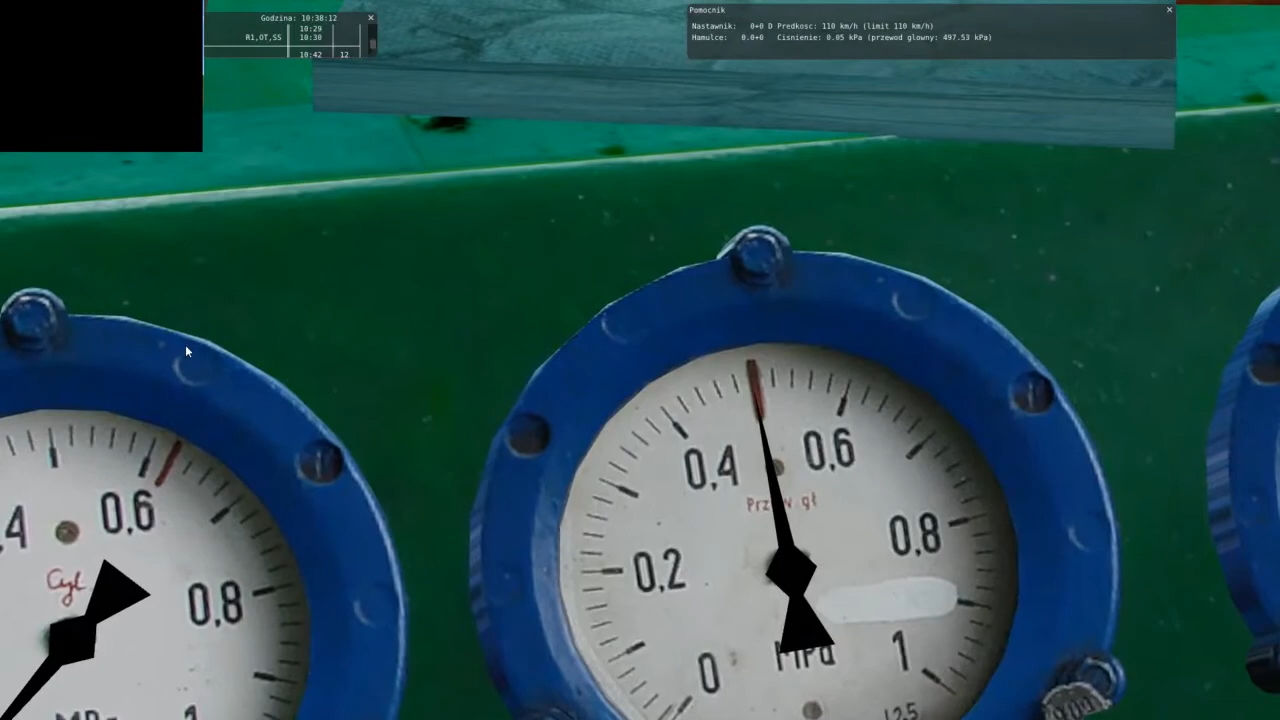 Godzina: 10:38:12
10:29
R1,OT,SS 10:30
10:42 12
Pomocnik
Nastawnik: 0+0 D Predkosc: 110 km/h (limit 110 km/h)
Hamulce: 0.0+0 Cisnienie: 0.05 kPa (przewod glowny: 497.53 kPa)
0,6
Cyl
0,8
0,4 0,6
gł
0,2 0,8
0 MPa 1